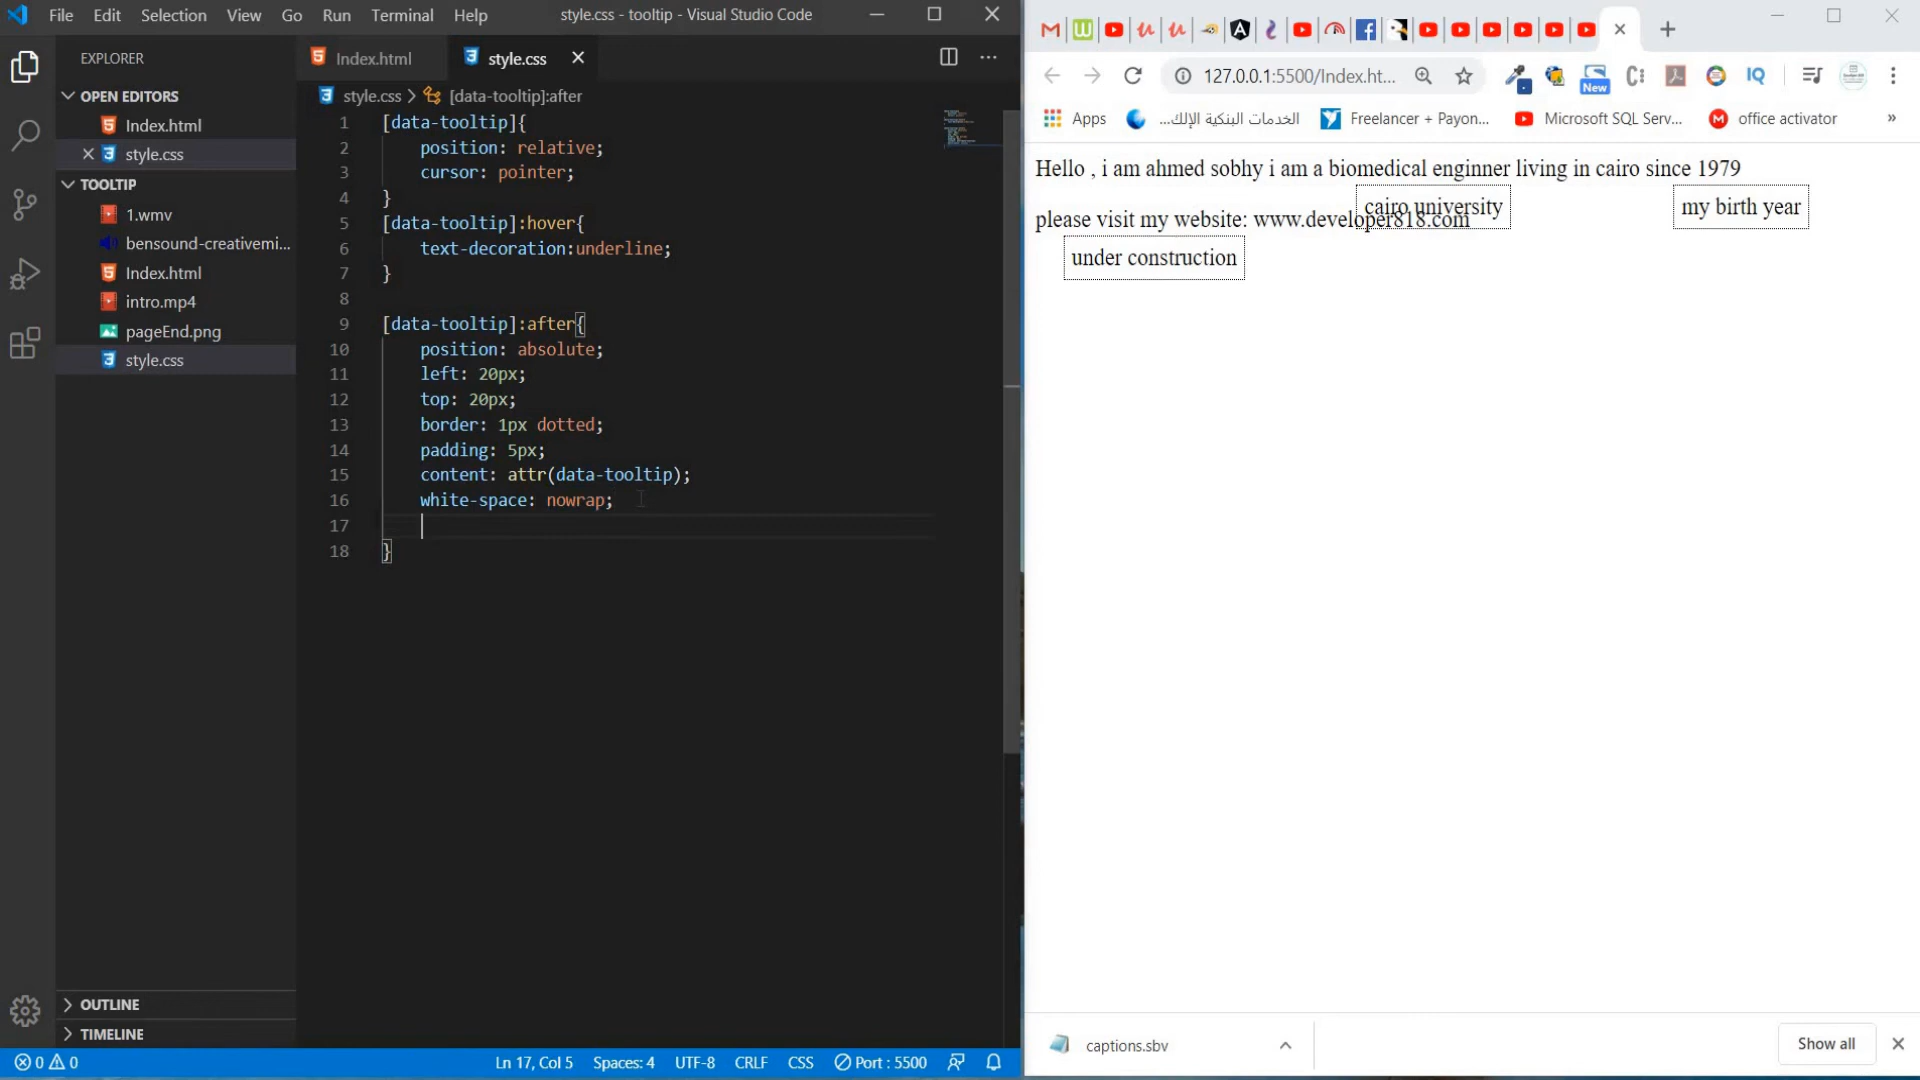 File Edit Selection View Go Run Terminal Help
style.css - tooltip - Visual Studio Code
EXPLORER
OPEN EDITORS
Index.html
style.css
TOOLTIP
1.wmv
bensound-creativemi...
Index.html
intro.mp4
pageEnd.png
style.css
OUTLINE
TIMELINE
Index.html
style.css
style.css > [data-tooltip]:after
1 [data-tooltip]{
2 position: relative;
3 cursor: pointer;
4 }
5 [data-tooltip]:hover{
6 text-decoration:underline;
7 }
8
9 [data-tooltip]:after{
10 position: absolute;
11 left: 20px;
12 top: 20px;
13 border: 1px dotted;
14 padding: 5px;
15 content: attr(data-tooltip);
16 white-space: nowrap;
17
18 }
0 0 Ln 17, Col 5 Spaces: 4 UTF-8 CRLF CSS Port : 5500
127.0.0.1:5500/Index.ht...
New
IQ
Apps
الخدمات البنكية الإلك...
Freelancer + Payon...
Microsoft SQL Serv...
office activator
»
Hello , i am ahmed sobhy i am a biomedical enginner living in cairo since 1979
cairo university
my birth year
please visit my website: www.developer818.com
under construction
captions.sbv
Show all